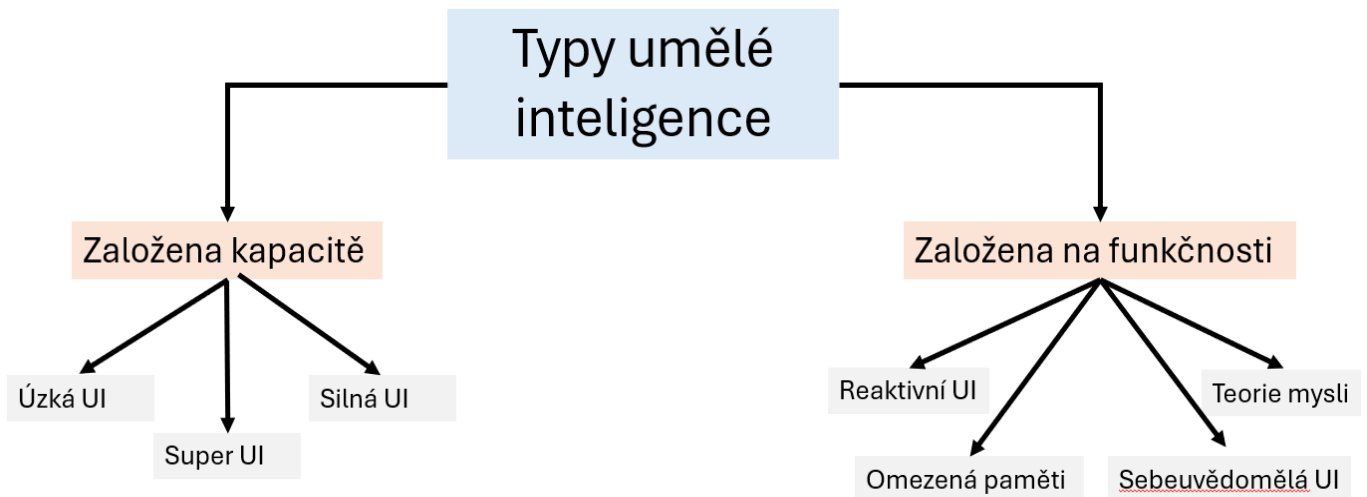 Typy umělé
inteligence
Založena kapacitě
Založena na funkčnosti
Úzká UI
Silná UI
Super UI
Reaktivní UI
Teorie mysli
Omezená paměti
Sebeuvědomělá UI